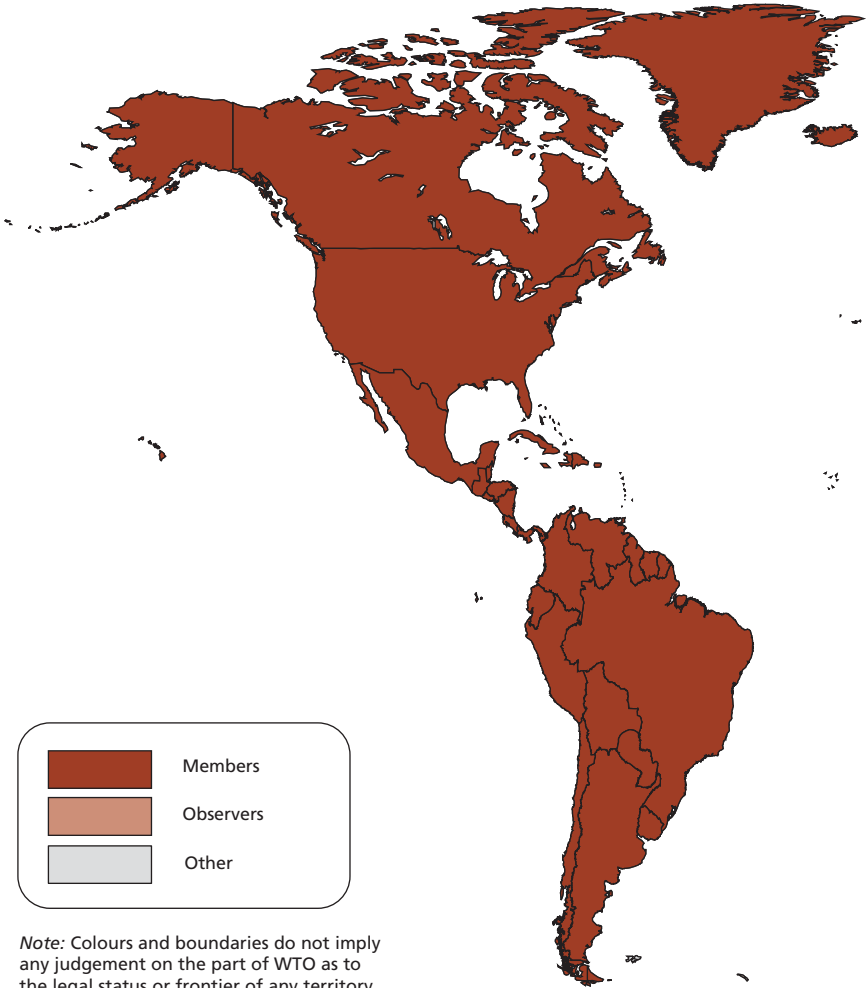 Members
Observers
Other
Note: Colours and boundaries do not imply
any judgement on the part of WTO as to
the legal status or frontier of any territory